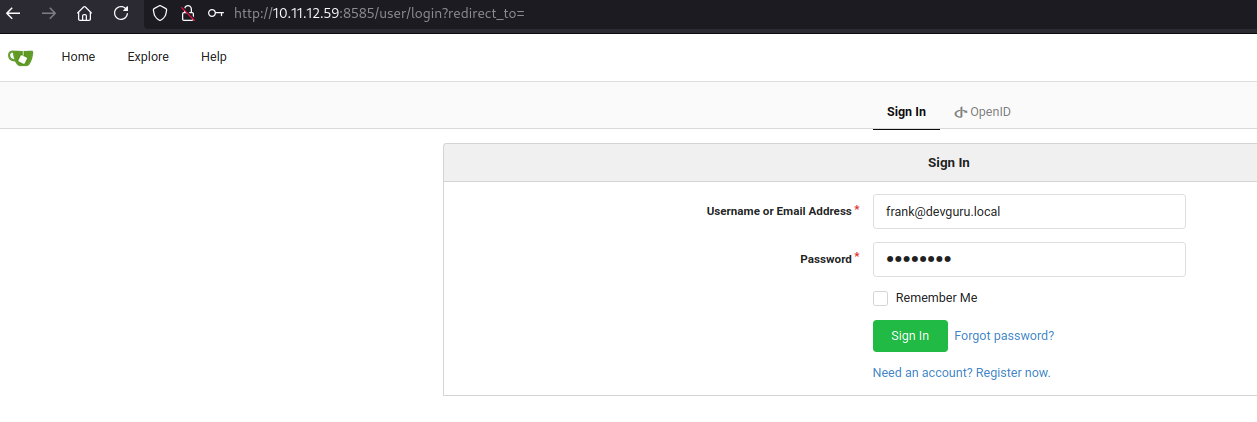 http://10.11.12.59:8585/user/login?redirect_to=
Home Explore Help
Sign In OpenID
Sign In
Username or Email Address * frank@devguru.local
Password * ●●●●●●●●
Remember Me
Sign In Forgot password?
Need an account? Register now.